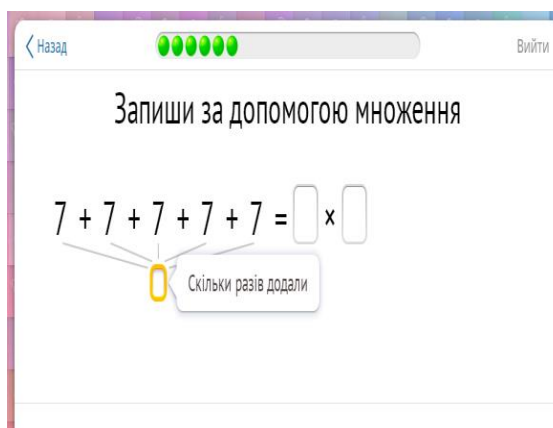 Назад
Вийти
Запиши за допомогою множення
7 + 7 + 7 + 7 + 7 = ×
Скільки разів додали